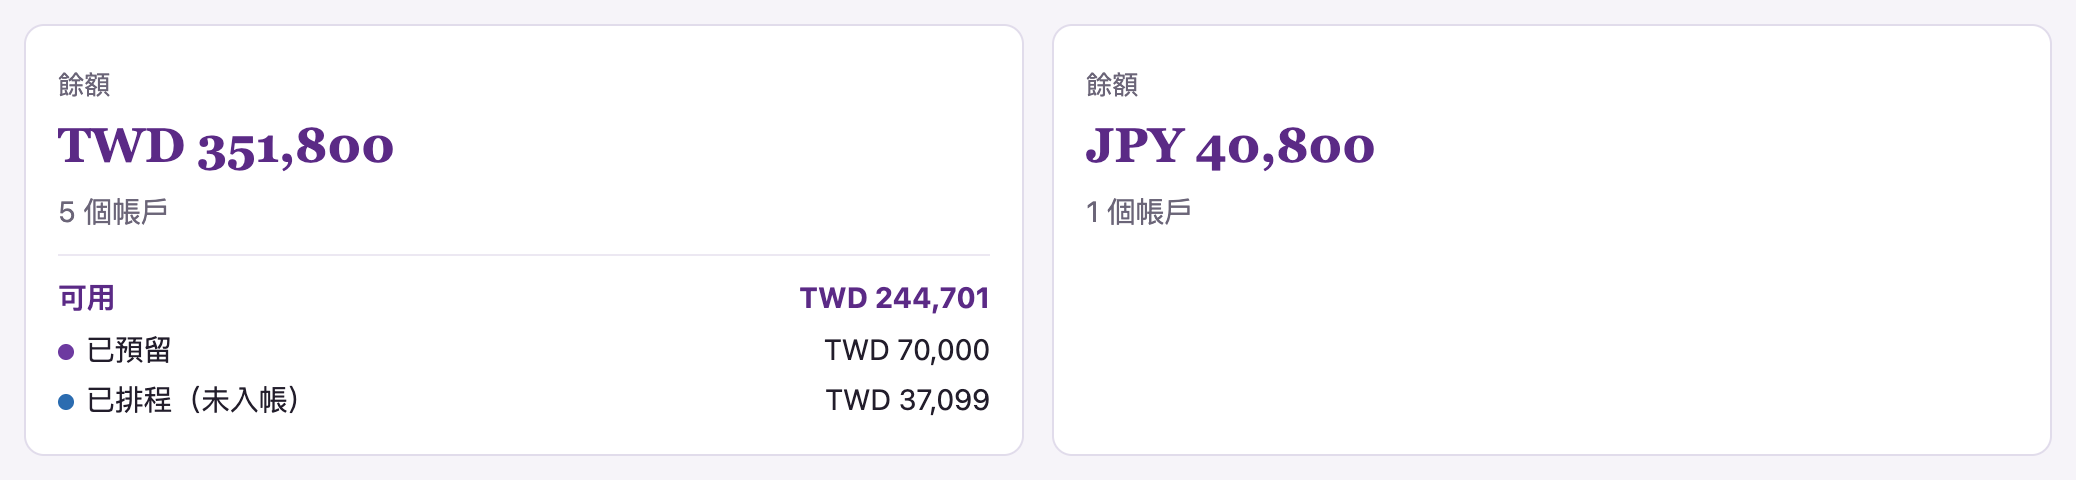 餘額
TWD 351,800
5 個帳戶
可用 TWD 244,701
已預留 TWD 70,000
已排程（未入帳） TWD 37,099
餘額
JPY 40,800
1 個帳戶